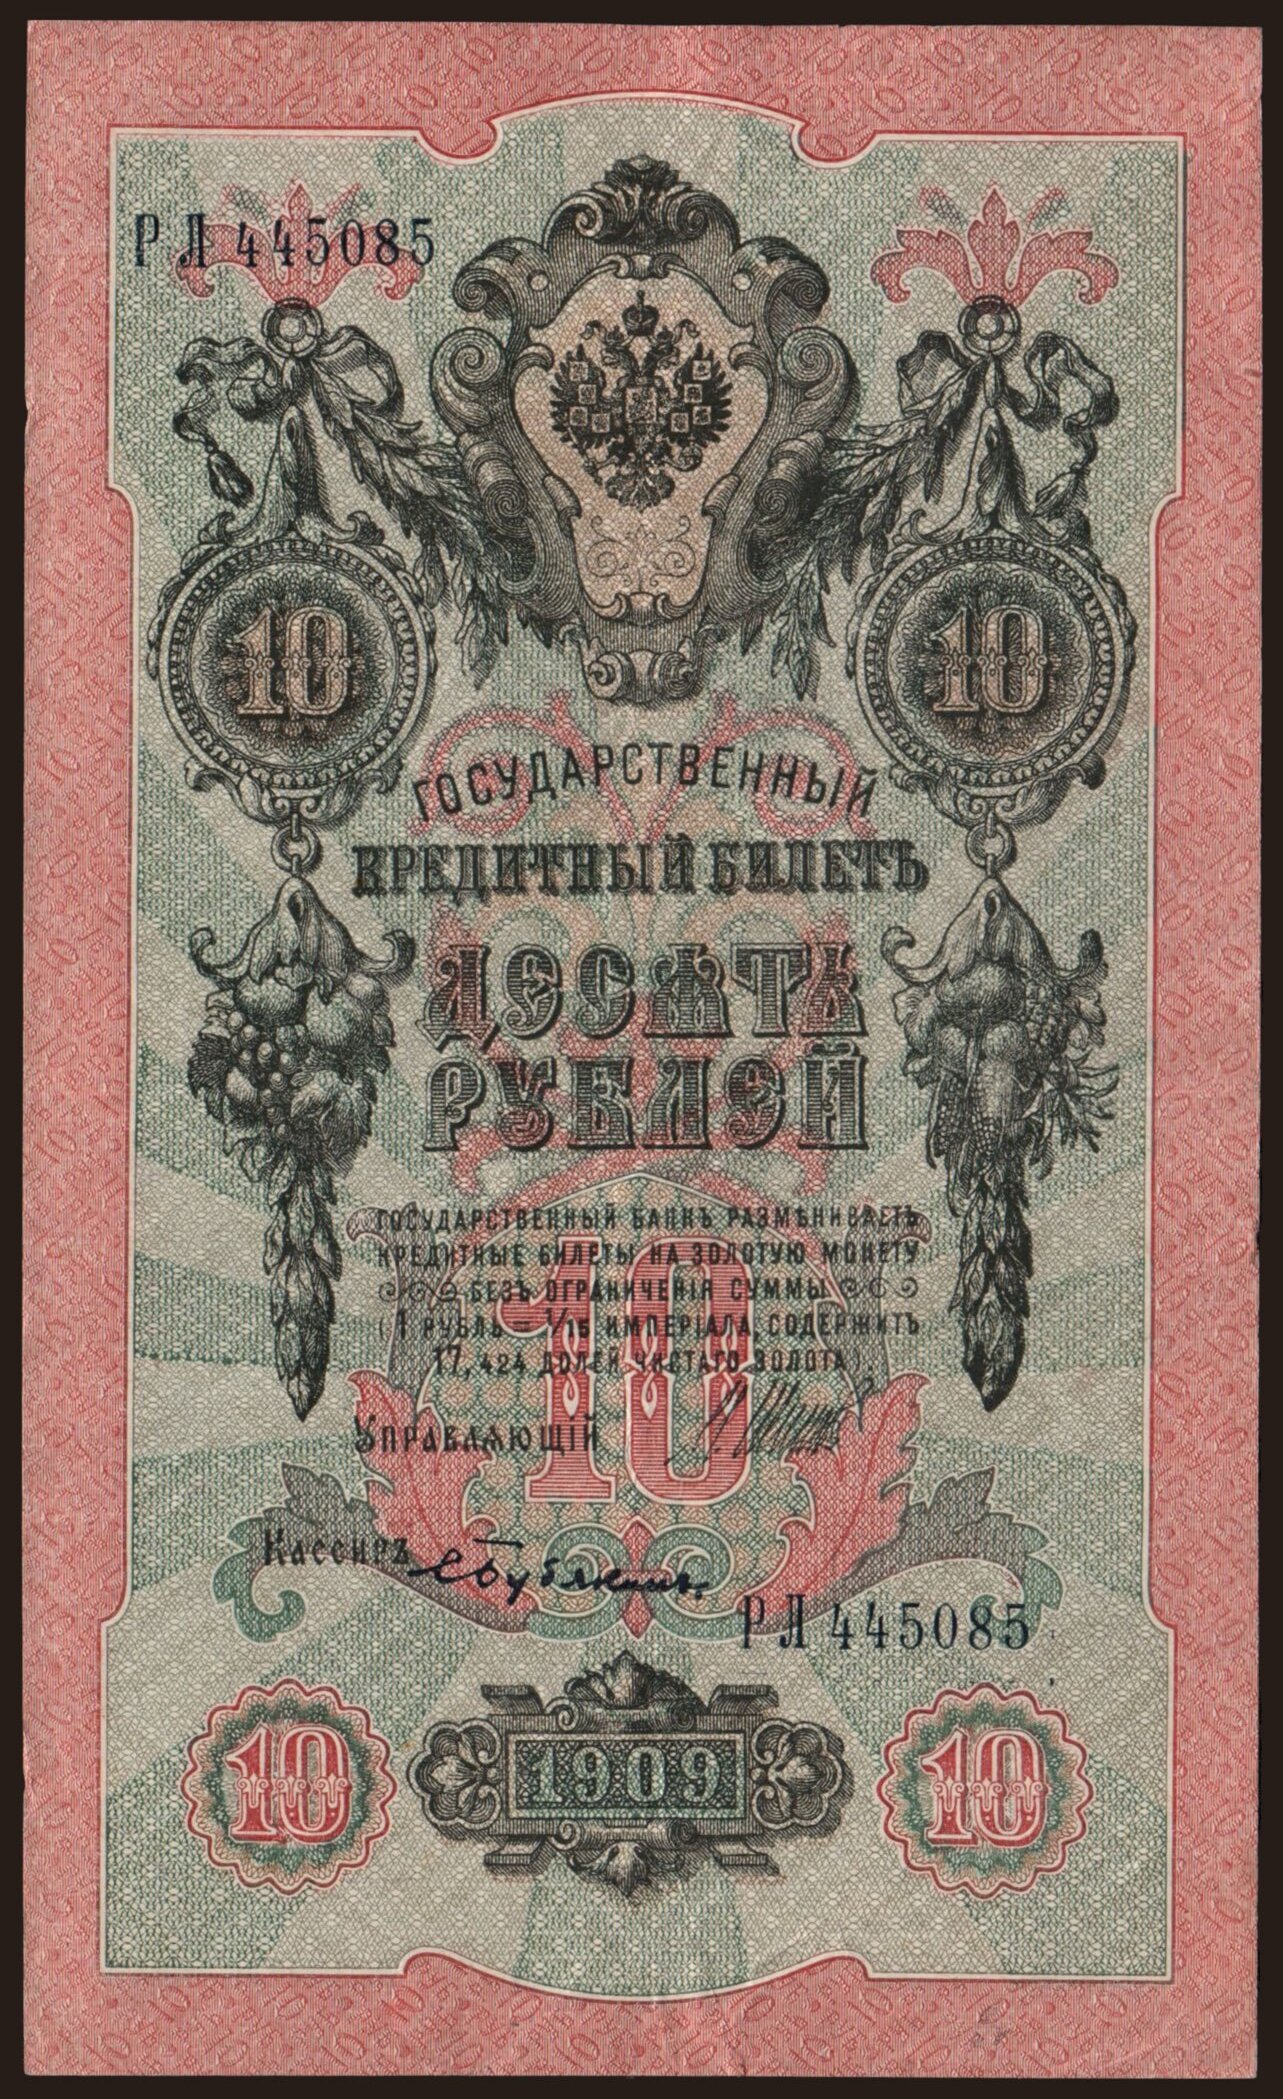 РЛ 445085
10 10
ГОСУДАРСТВЕННЫЙ
КРЕДИТНЫЙ БИЛЕТЪ
ДЕСЯТЬ
РУБЛЕЙ
ГОСУДАРСТВЕННЫЙ БАНКЪ РАЗМѢНИВАЕТЪ
КРЕДИТНЫЕ БИЛЕТЫ НА ЗОЛОТУЮ МОНЕТУ
БЕЗЪ ОГРАНИЧЕНІЯ СУММЫ
(1 РУБЛЬ = 1/15 ИМПЕРІАЛА, СОДЕРЖИТЪ
17,424 ДОЛЕЙ ЧИСТАГО ЗОЛОТА).
10
УПРАВЛЯЮЩІЙ
Кассиръ
РЛ 445085
10 1909 10